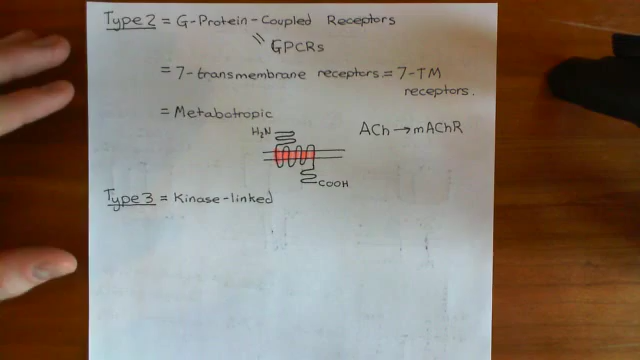 Type 2 = G-Protein-Coupled Receptors
= GPCRs
= 7-transmembrane receptors = 7-TM
receptors.
= Metabotropic
H₂N
ACh → mAChR
COOH
Type 3 = Kinase-linked